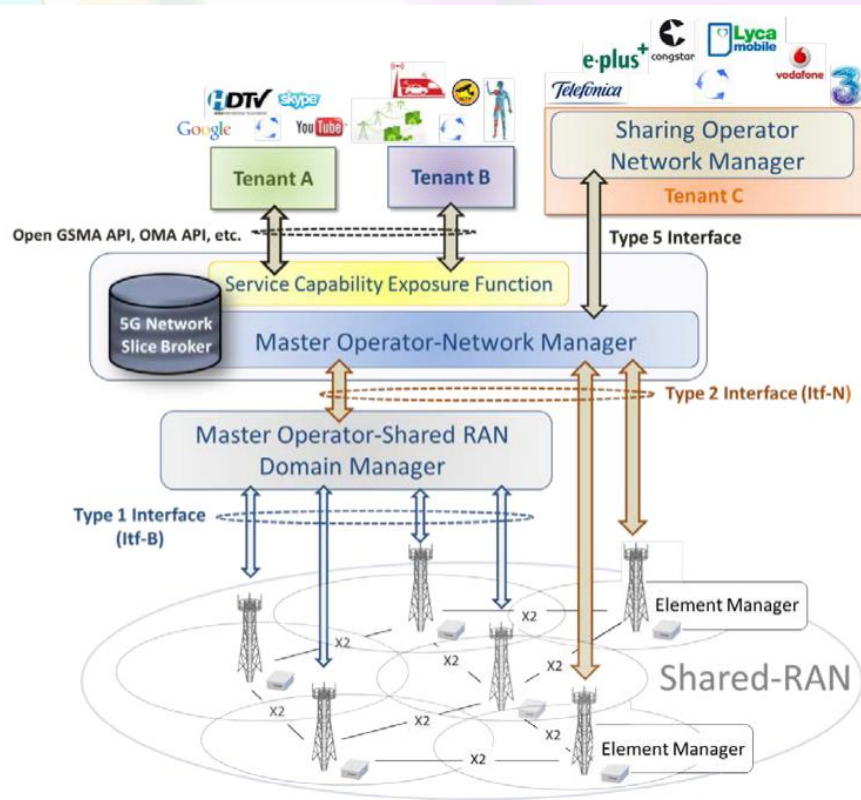 Lyca
mobile
e-plus+
congstar
vodafone
Telefónica
3
HDTV
skype
Google
YouTube
Sharing Operator
Network Manager
Tenant A
Tenant B
Tenant C
Open GSMA API, OMA API, etc.
Type 5 Interface
Service Capability Exposure Function
5G Network
Slice Broker
Master Operator-Network Manager
Type 2 Interface (Itf-N)
Master Operator-Shared RAN
Domain Manager
Type 1 Interface
(Itf-B)
Element Manager
X2
X2
X2
X2
Shared-RAN
X2
X2
X2
X2
Element Manager
X2